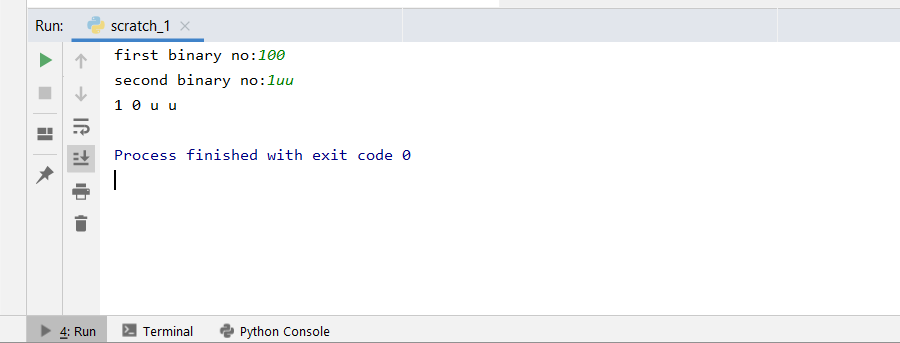 Run: scratch_1
first binary no:100
second binary no:1uu
1 0 u u
Process finished with exit code 0
4: Run Terminal Python Console